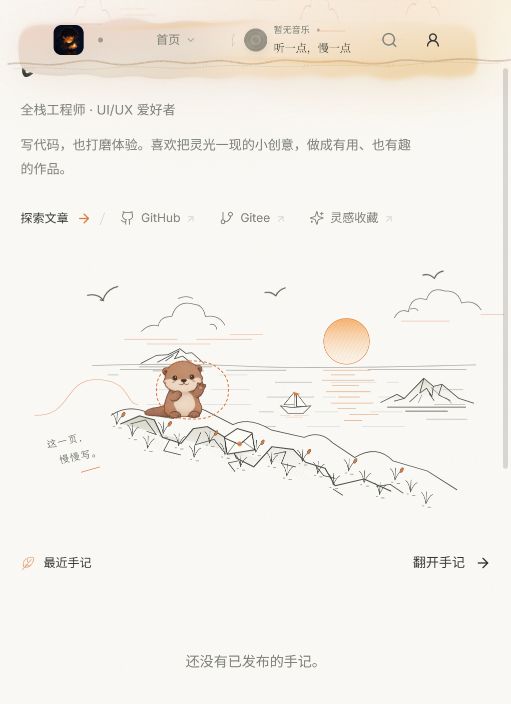 首页
暂无音乐
听一点，慢一点
全栈工程师 · UI/UX 爱好者
写代码，也打磨体验。喜欢把灵光一现的小创意，做成有用、也有趣
的作品。
探索文章 → / GitHub ↗ Gitee ↗ 灵感收藏 ↗
这一页，
慢慢写。
最近手记
翻开手记 →
还没有已发布的手记。